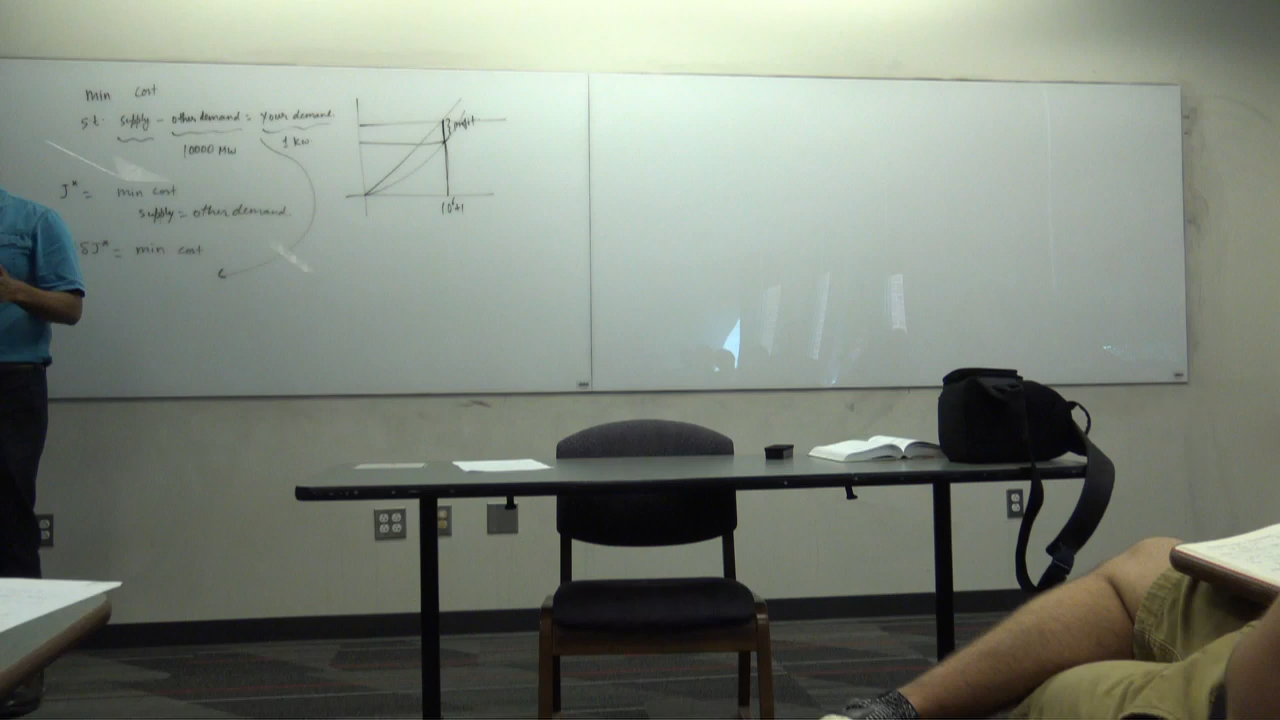 min cost
s.t. supply - other demand = your demand.
10000 MW 1 KW
J* = min cost
supply = other demand.
δJ* = min cost
profit